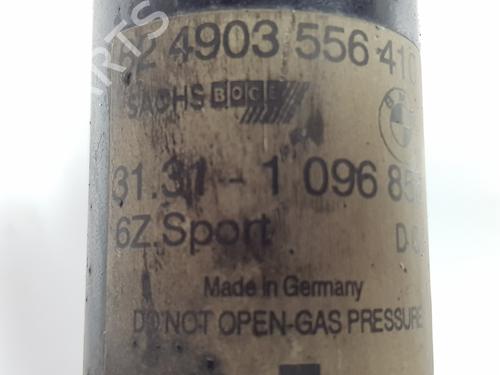 24 4903 556 410
SACHS BOGE
31.31 - 1 096 85
6Z. Sport D
Made in Germany
DO NOT OPEN-GAS PRESSURE